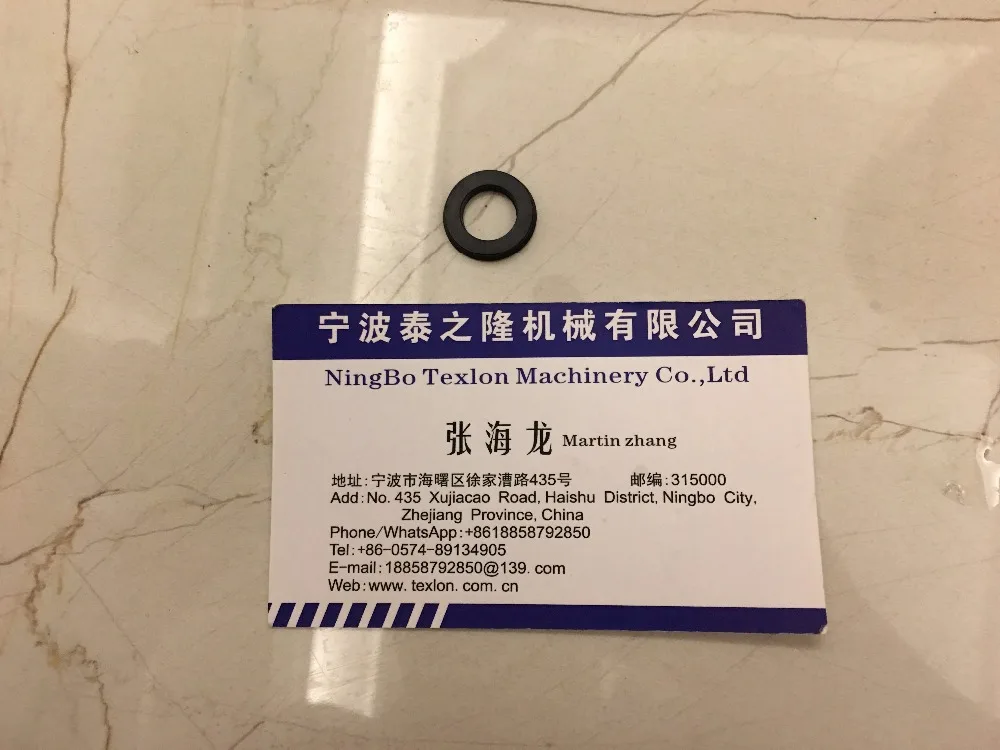 宁波泰之隆机械有限公司
NingBo Texlon Machinery Co.,Ltd
张海龙 Martin zhang
地址:宁波市海曙区徐家漕路435号 邮编:315000
Add:No. 435 Xujiacao Road, Haishu District, Ningbo City,
Zhejiang Province, China
Phone/WhatsApp:+8618858792850
Tel:+86-0574-89134905
E-mail:18858792850@139. com
Web:www. texlon. com. cn